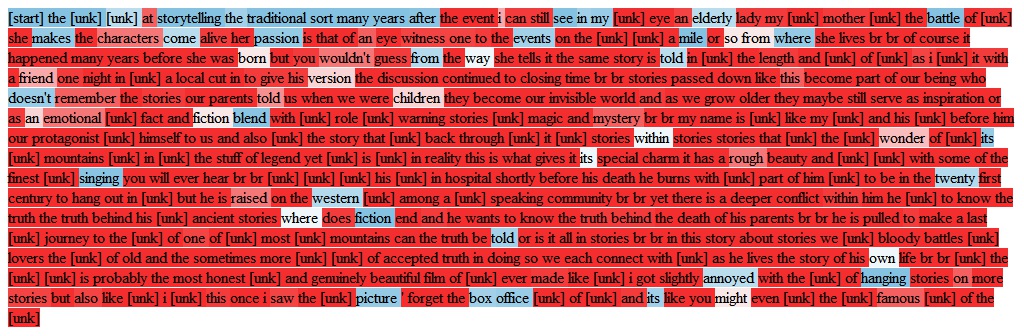 [start] the [unk] [unk] at storytelling the traditional sort many years after the event i can still see in my [unk] eye an elderly lady my [unk] mother [unk] the battle of [unk]
she makes the characters come alive her passion is that of an eye witness one to the events on the [unk] [unk] a mile or so from where she lives br br of course it
happened many years before she was born but you wouldn't guess from the way she tells it the same story is told in [unk] the length and [unk] of [unk] as i [unk] it with
a friend one night in [unk] a local cut in to give his version the discussion continued to closing time br br stories passed down like this become part of our being who
doesn't remember the stories our parents told us when we were children they become our invisible world and as we grow older they maybe still serve as inspiration or
as an emotional [unk] fact and fiction blend with [unk] role [unk] warning stories [unk] magic and mystery br br my name is [unk] like my [unk] and his [unk] before him
our protagonist [unk] himself to us and also [unk] the story that [unk] back through [unk] it [unk] stories within stories stories that [unk] the [unk] wonder of [unk] its
[unk] mountains [unk] in [unk] the stuff of legend yet [unk] is [unk] in reality this is what gives it its special charm it has a rough beauty and [unk] [unk] with some of the
finest [unk] singing you will ever hear br br [unk] [unk] [unk] his [unk] in hospital shortly before his death he burns with [unk] part of him [unk] to be in the twenty first
century to hang out in [unk] but he is raised on the western [unk] among a [unk] speaking community br br yet there is a deeper conflict within him he [unk] to know the
truth the truth behind his [unk] ancient stories where does fiction end and he wants to know the truth behind the death of his parents br br he is pulled to make a last
[unk] journey to the [unk] of one of [unk] most [unk] mountains can the truth be told or is it all in stories br br in this story about stories we [unk] bloody battles [unk]
lovers the [unk] of old and the sometimes more [unk] [unk] of accepted truth in doing so we each connect with [unk] as he lives the story of his own life br br [unk] the
[unk] [unk] is probably the most honest [unk] and genuinely beautiful film of [unk] ever made like [unk] i got slightly annoyed with the [unk] of hanging stories on more
stories but also like [unk] i [unk] this once i saw the [unk] picture ' forget the box office [unk] of [unk] and its like you might even [unk] the [unk] famous [unk] of the
[unk]